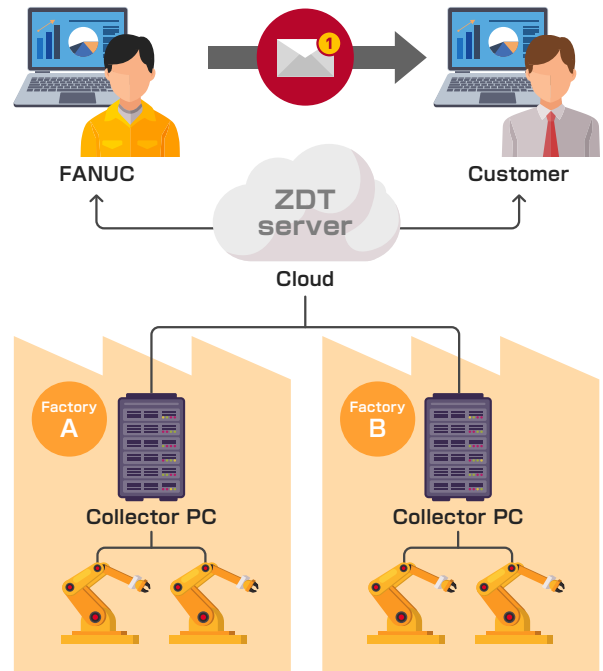 1
FANUC
Customer
ZDT
server
Cloud
Factory
A
Factory
B
Collector PC
Collector PC